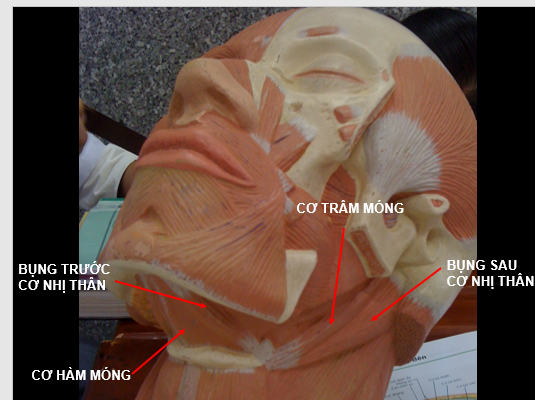 CƠ TRÂM MÓNG
BỤNG TRƯỚC
CƠ NHỊ THÂN
BỤNG SAU
CƠ NHỊ THÂN
CƠ HÀM MÓNG